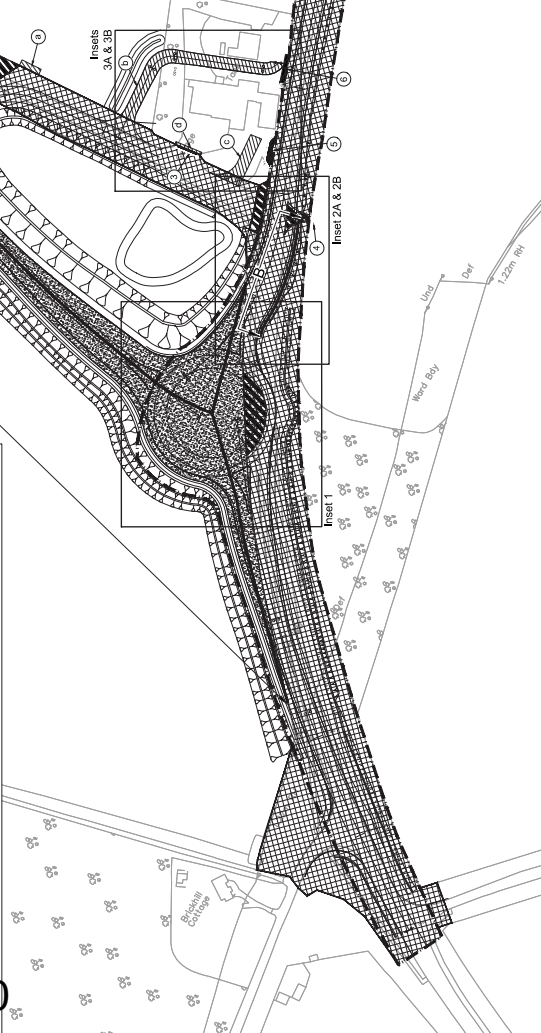 Insets
3A & 3B
a
b
d
c
3
6
5
4
Inset 2A & 2B
B
Und
Def
1.22m RH
Ward Bdy
Inset 1
Def
Brickhill
Cottage